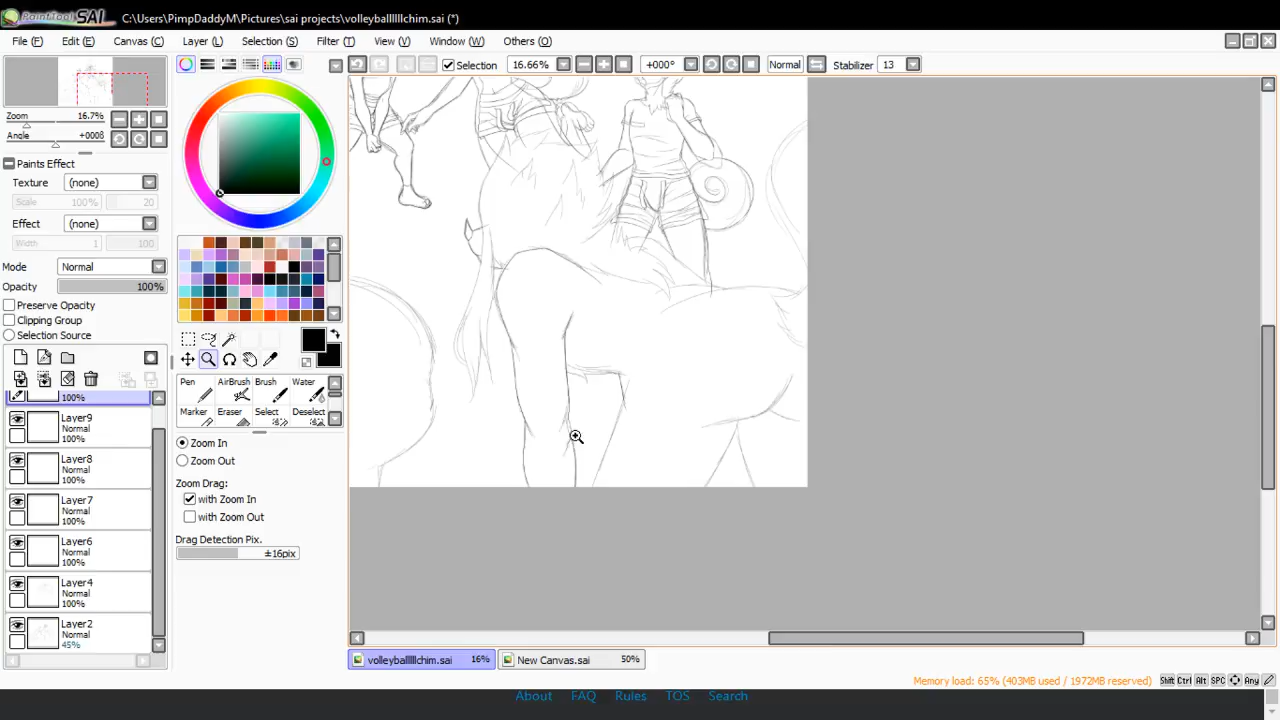 PaintTool SAI C:\Users\PimpDaddyM\Pictures\sai projects\volleyballlllchim.sai (*)
File (F) Edit (E) Canvas (C) Layer (L) Selection (S) Filter (T) View (V) Window (W) Others (O)
Selection 16.66% +000° Normal Stabilizer 13
Zoom 16.7%
Angle +000§
Paints Effect
Texture (none)
Scale 100% 20
Effect (none)
Width 1 100
Mode Normal
Opacity 100%
Preserve Opacity
Clipping Group
Selection Source
100%
Layer9
Normal
100%
Layer8
Normal
100%
Layer7
Normal
100%
Layer6
Normal
100%
Layer4
Normal
100%
Layer2
Normal
45%
Pen AirBrush Brush Water
Marker Eraser Select Deselect
Zoom In
Zoom Out
Zoom Drag:
with Zoom In
with Zoom Out
Drag Detection Pix.
±16pix
volleyballlllchim.sai 16% New Canvas.sai 50%
Memory load: 65% (403MB used / 1972MB reserved) Shift Ctrl Alt SPC Any
About FAQ Rules TOS Search